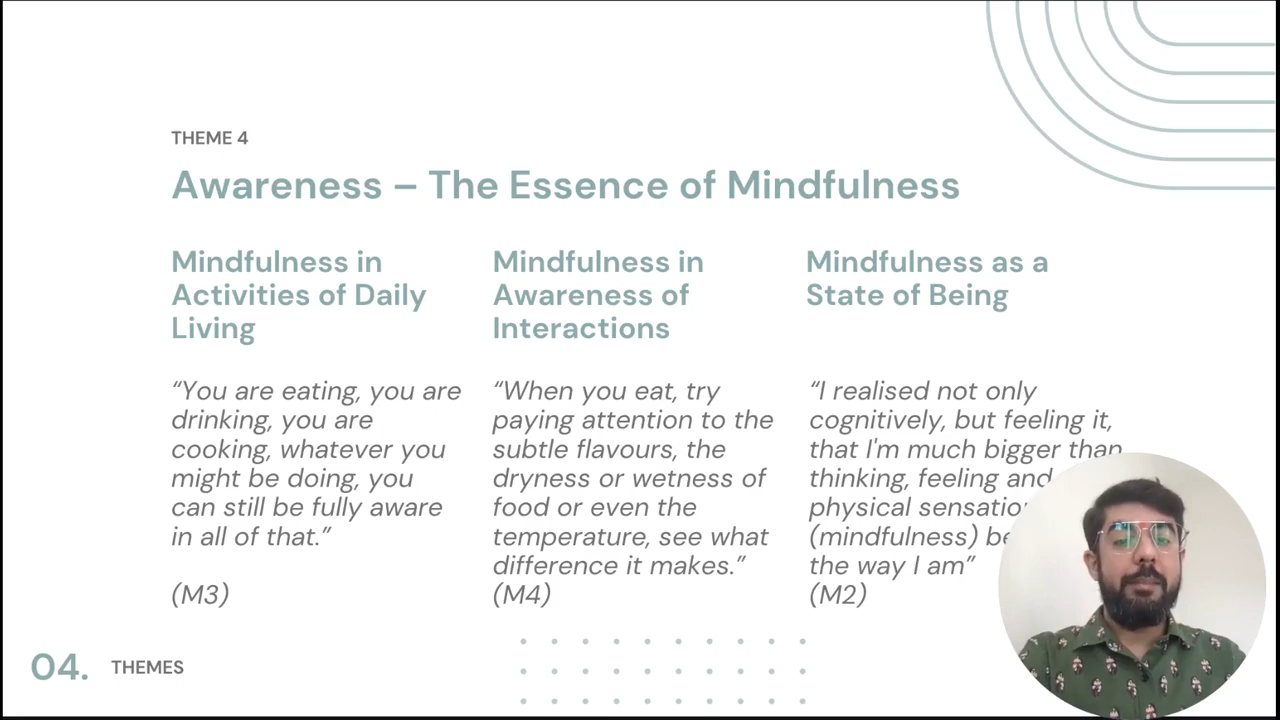 THEME 4
Awareness – The Essence of Mindfulness
Mindfulness in
Activities of Daily
Living
“You are eating, you are
drinking, you are
cooking, whatever you
might be doing, you
can still be fully aware
in all of that.”
(M3)
Mindfulness in
Awareness of
Interactions
“When you eat, try
paying attention to the
subtle flavours, the
dryness or wetness of
food or even the
temperature, see what
difference it makes.”
(M4)
Mindfulness as a
State of Being
“I realised not only
cognitively, but feeling it,
that I'm much bigger than
thinking, feeling and
physical
(mindfulness)
the way I am”
(M2)
04. THEMES